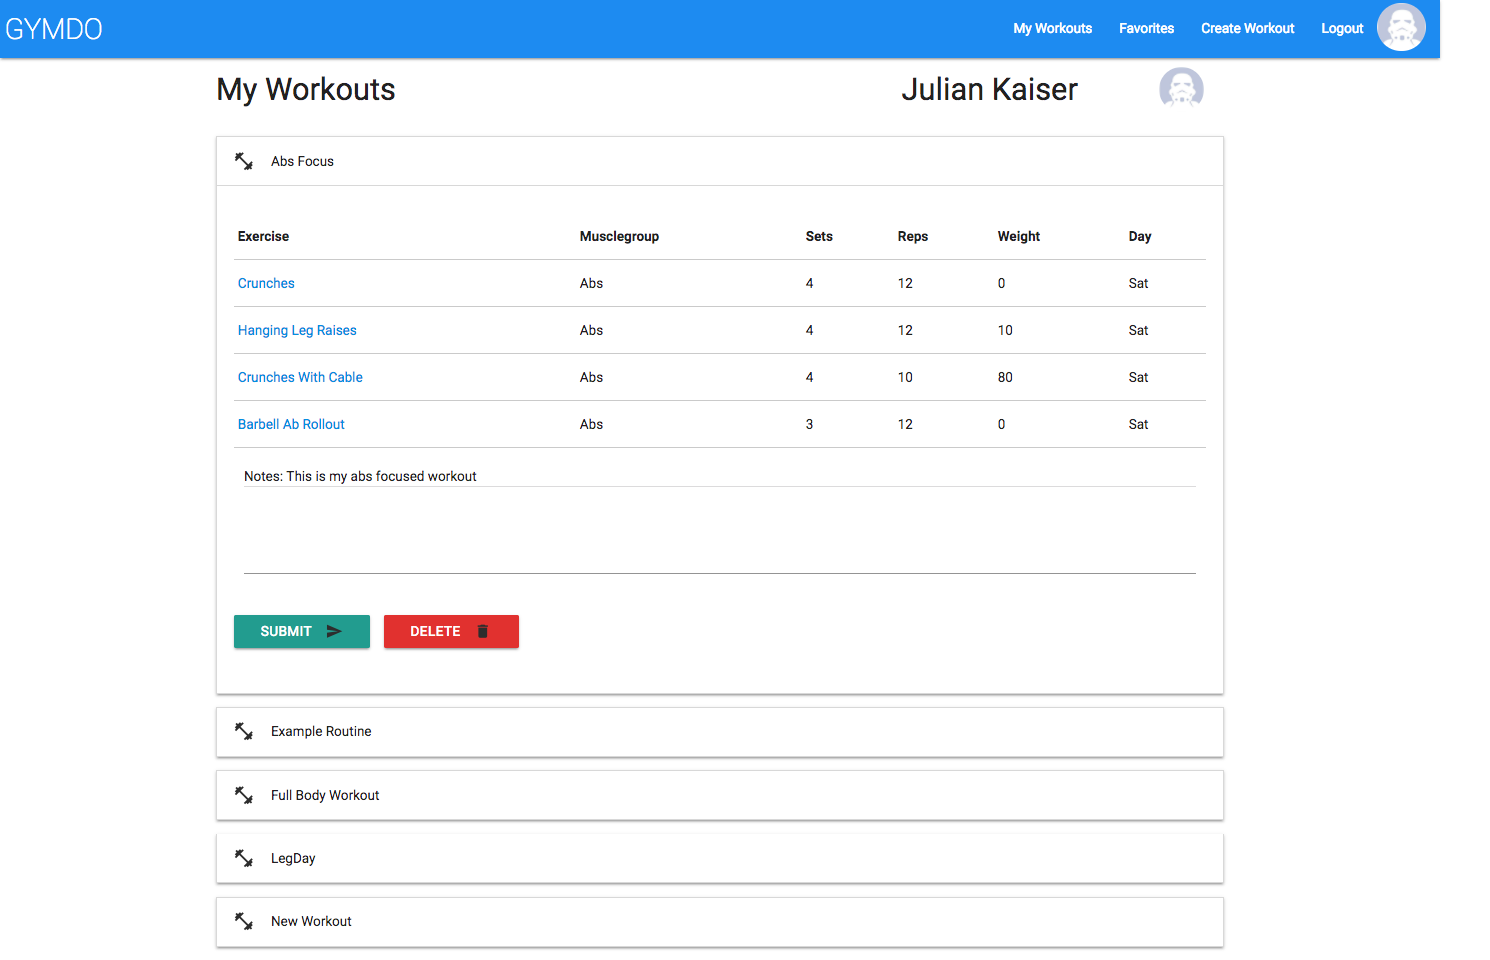 GYMDO My Workouts Favorites Create Workout Logout
My Workouts Julian Kaiser
Abs Focus
Exercise Musclegroup Sets Reps Weight Day
Crunches Abs 4 12 0 Sat
Hanging Leg Raises Abs 4 12 10 Sat
Crunches With Cable Abs 4 10 80 Sat
Barbell Ab Rollout Abs 3 12 0 Sat
Notes: This is my abs focused workout
SUBMIT DELETE
Example Routine
Full Body Workout
LegDay
New Workout